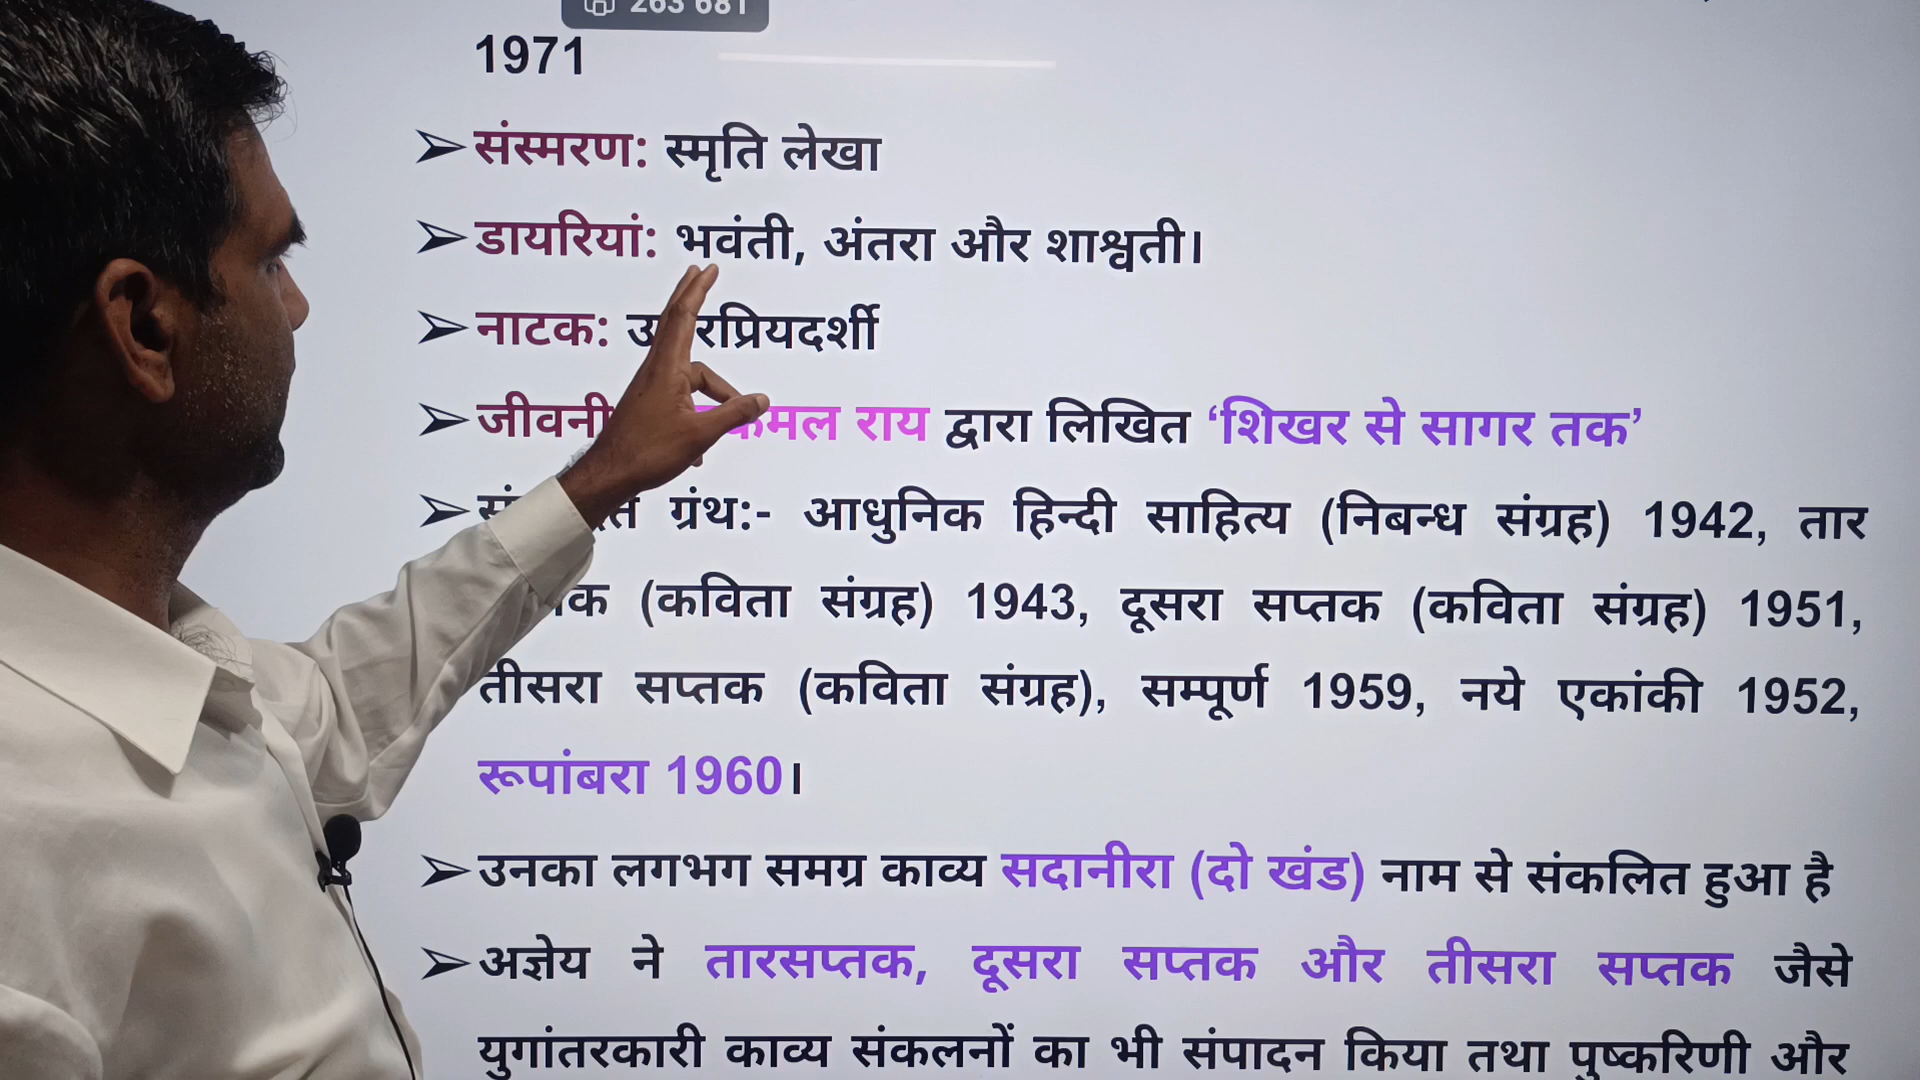 263 681
1971
➢ संस्मरण: स्मृति लेखा
➢ डायरियां: भवंती, अंतरा और शाश्वती।
➢ नाटक:
➢ जीवनी कमल राय द्वारा लिखित ‘शिखर से सागर तक’
➢ ग्रंथ:- आधुनिक हिन्दी साहित्य (निबन्ध संग्रह) 1942, तार
(कविता संग्रह) 1943, दूसरा सप्तक (कविता संग्रह) 1951,
तीसरा सप्तक (कविता संग्रह), सम्पूर्ण 1959, नये एकांकी 1952,
रूपांबरा 1960।
➢ उनका लगभग समग्र काव्य सदानीरा (दो खंड) नाम से संकलित हुआ है
➢ अज्ञेय ने तारसप्तक, दूसरा सप्तक और तीसरा सप्तक जैसे
युगांतरकारी काव्य संकलनों का भी संपादन किया तथा पुष्करिणी और